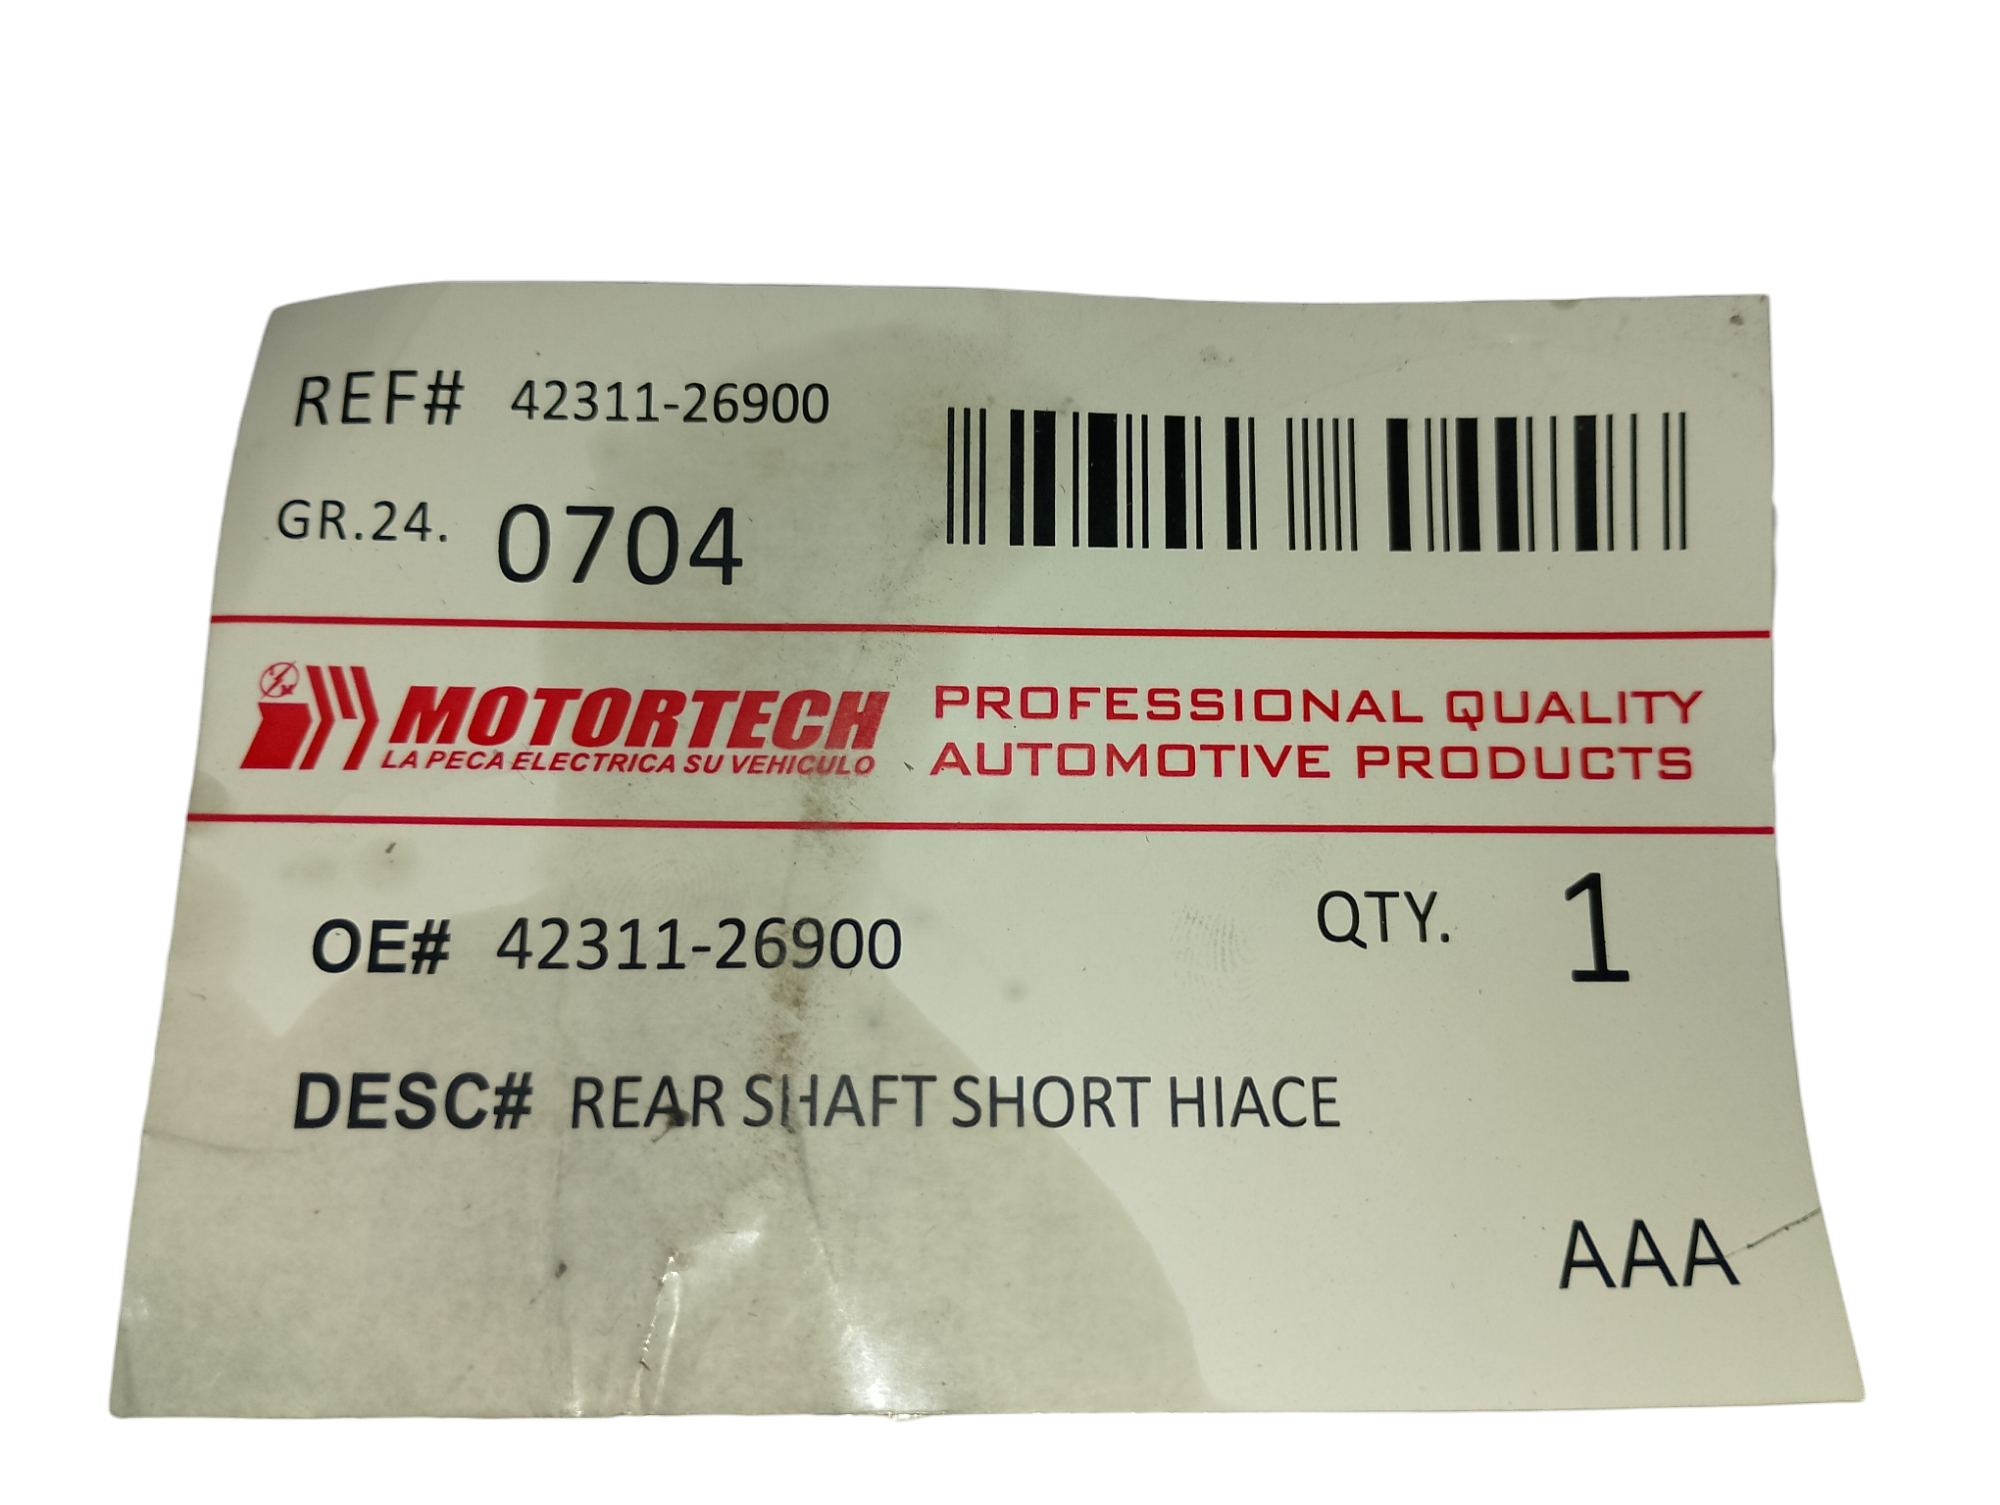 REF# 42311-26900
GR.24. 0704
MOTORTECH
LA PECA ELECTRICA SU VEHICULO
PROFESSIONAL QUALITY
AUTOMOTIVE PRODUCTS
OE# 42311-26900
QTY. 1
DESC# REAR SHAFT SHORT HIACE
AAA